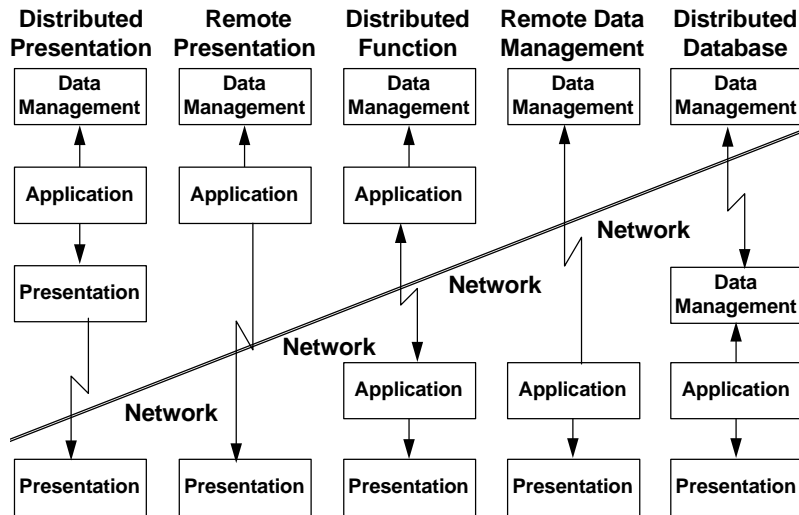 Distributed
Presentation
Remote
Presentation
Distributed
Function
Remote Data
Management
Distributed
Database
Data
Management
Data
Management
Data
Management
Data
Management
Data
Management
Application
Application
Application
Network
Presentation
Network
Data
Management
Network
Application
Application
Application
Network
Presentation
Presentation
Presentation
Presentation
Presentation